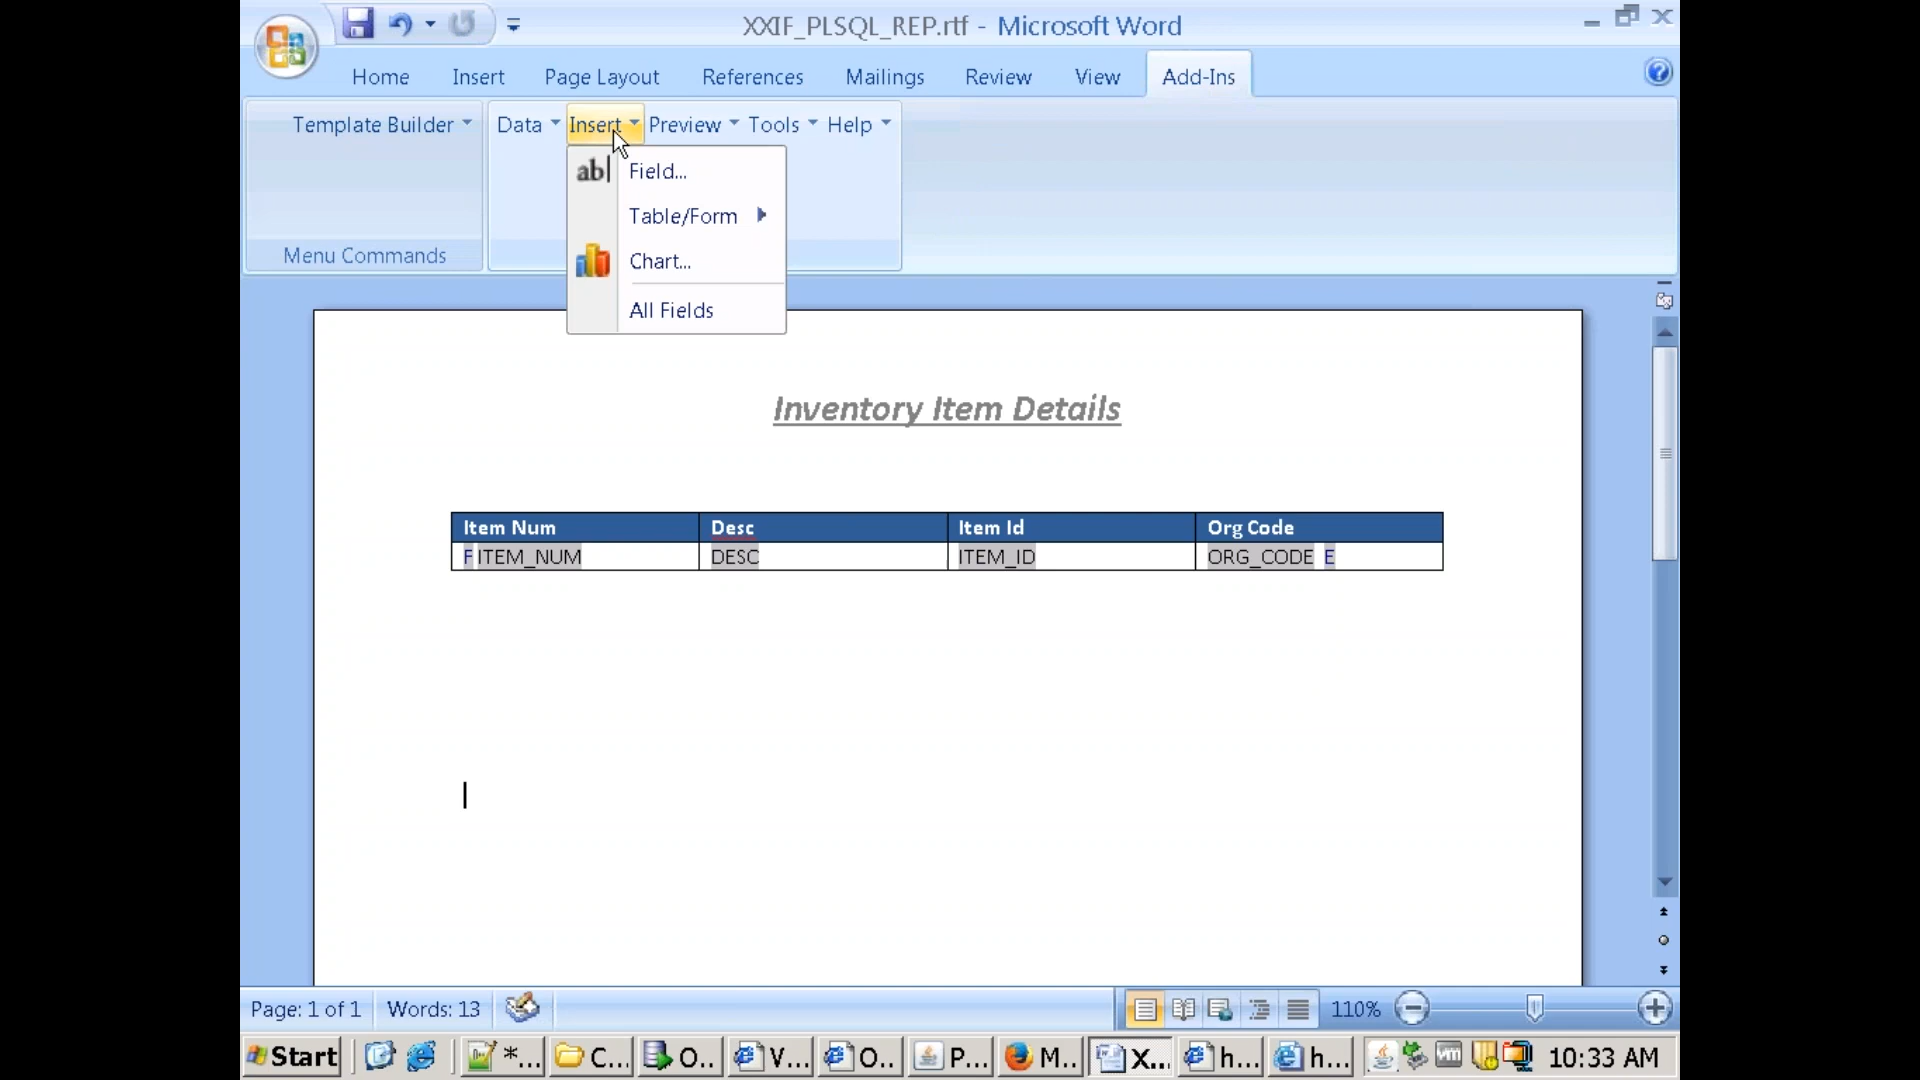 XXIF_PLSQL_REP.rtf - Microsoft Word
Home Insert Page Layout References Mailings Review View Add-Ins
Template Builder Data Insert Preview Tools Help
ab| Field...
Table/Form
Menu Commands
Chart...
All Fields
Inventory Item Details
Item Num Desc Item Id Org Code
F ITEM_NUM DESC ITEM_ID ORG_CODE E
Page: 1 of 1 Words: 13 110%
Start *... C... O.. V... O.. P... M.. X.. h... h... 10:33 AM